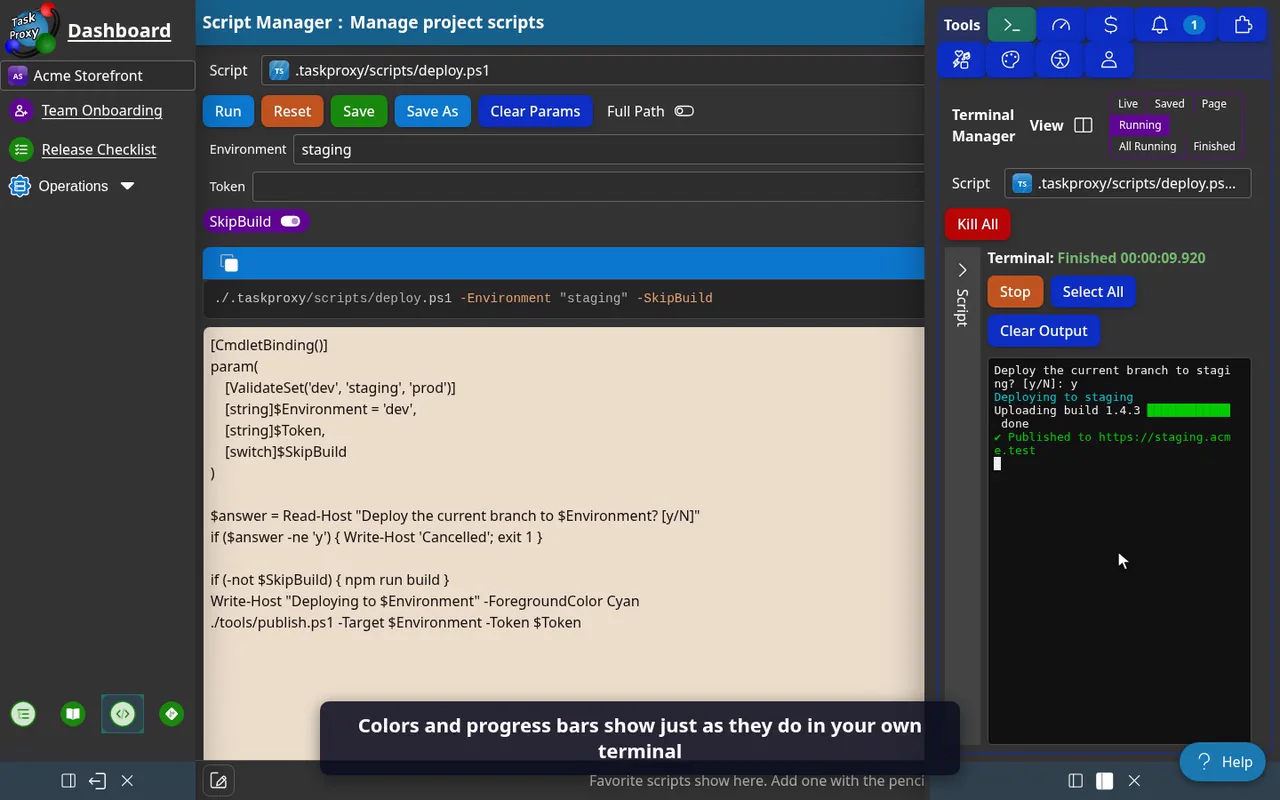 Task Proxy
Dashboard
AS Acme Storefront
Team Onboarding
Release Checklist
Operations
Script Manager : Manage project scripts
Script TS .taskproxy/scripts/deploy.ps1
Run Reset Save Save As Clear Params Full Path
Environment staging
Token
SkipBuild
./.taskproxy/scripts/deploy.ps1 -Environment "staging" -SkipBuild
[CmdletBinding()]
param(
    [ValidateSet('dev', 'staging', 'prod')]
    [string]$Environment = 'dev',
    [string]$Token,
    [switch]$SkipBuild
)
$answer = Read-Host "Deploy the current branch to $Environment? [y/N]"
if ($answer -ne 'y') { Write-Host 'Cancelled'; exit 1 }
if (-not $SkipBuild) { npm run build }
Write-Host "Deploying to $Environment" -ForegroundColor Cyan
./tools/publish.ps1 -Target $Environment -Token $Token
Favorite scripts show here. Add one with the penci
Tools >_ $ 1
Terminal Manager
View
Live Saved Page
Running
All Running Finished
Script TS .taskproxy/scripts/deploy.ps...
Kill All
Script
Terminal: Finished 00:00:09.920
Stop Select All
Clear Output
Deploy the current branch to stagi
ng? [y/N]: y
Deploying to staging
Uploading build 1.4.3
 done
✔ Published to https://staging.acm
e.test
Colors and progress bars show just as they do in your own
terminal
? Help